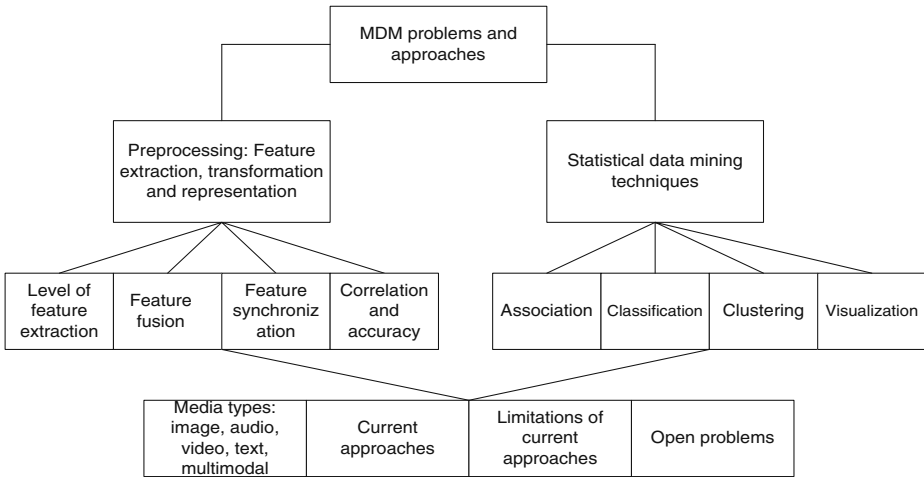 MDM problems and
approaches
Preprocessing: Feature
extraction, transformation
and representation
Statistical data mining
techniques
Level of
feature
extraction
Feature
fusion
Feature
synchroniz
ation
Correlation
and
accuracy
Association
Classification
Clustering
Visualization
Media types:
image, audio,
video, text,
multimodal
Current
approaches
Limitations of
current
approaches
Open problems